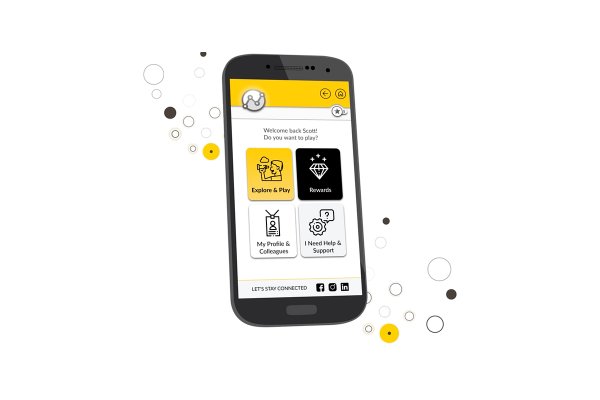 Welcome back Scott!
Do you want to play?
Explore & Play
Rewards
My Profile &
Colleagues
I Need Help &
Support
LET'S STAY CONNECTED